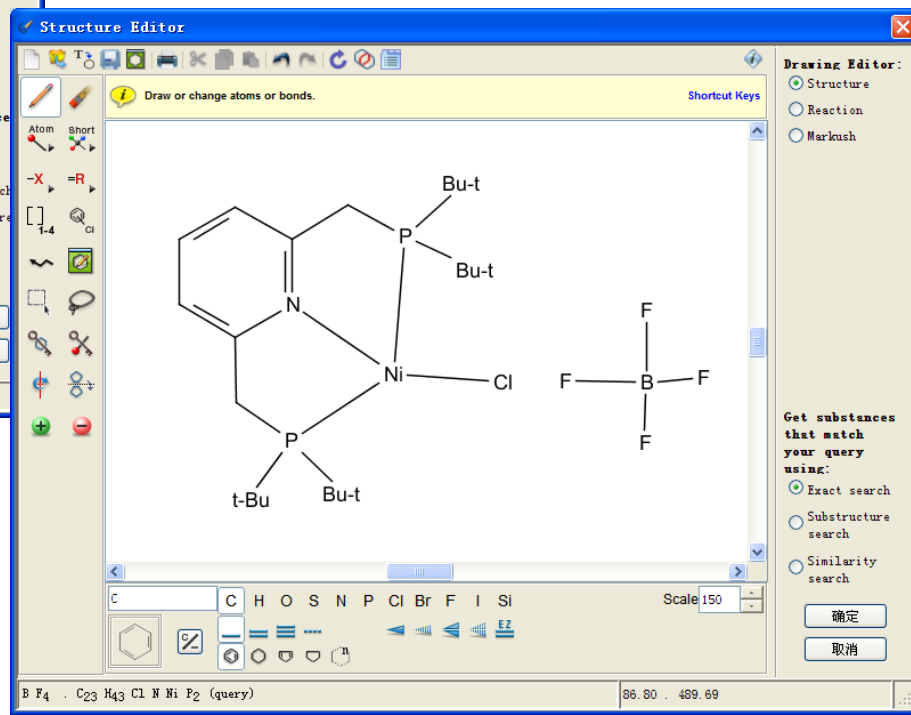 Structure Editor
Draw or change atoms or bonds.
Shortcut Keys
Drawing Editor:
Structure
Reaction
Markush
Atom
Short
-X
=R
[ ] 1-4
Cl
Bu-t
P
Bu-t
N
Ni
Cl
P
t-Bu
Bu-t
F
F
B
F
F
Get substances
that match
your query
using:
Exact search
Substructure
search
Similarity
search
确定
取消
C
C H O S N P Cl Br F I Si
Scale 150
EZ
n
B F4 . C23 H43 Cl N Ni P2 (query)
86.80 . 489.69